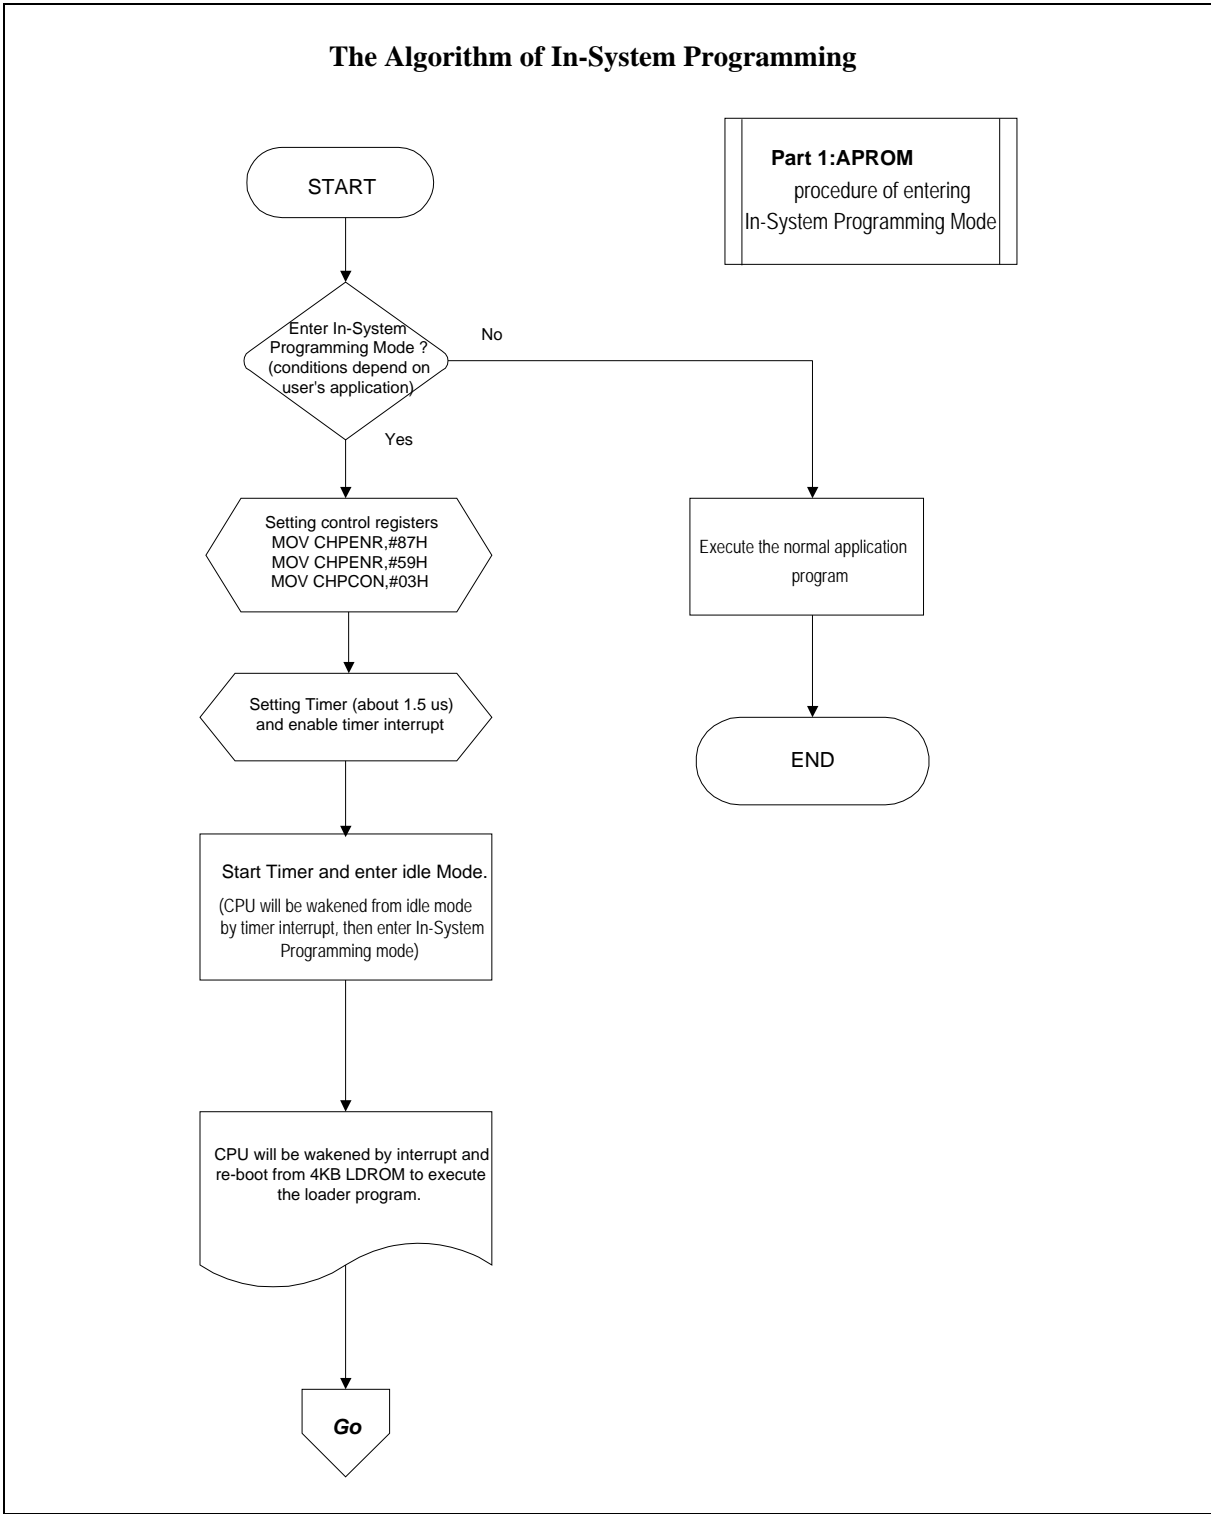 The Algorithm of In-System Programming
Part 1:APROM
procedure of entering
In-System Programming Mode
START
Enter In-System
Programming Mode ?
(conditions depend on
user's application)
No
Yes
Setting control registers
MOV CHPENR,#87H
MOV CHPENR,#59H
MOV CHPCON,#03H
Execute the normal application
program
Setting Timer (about 1.5 us)
and enable timer interrupt
END
Start Timer and enter idle Mode.
(CPU will be wakened from idle mode
by timer interrupt, then enter In-System
Programming mode)
CPU will be wakened by interrupt and
re-boot from 4KB LDROM to execute
the loader program.
Go